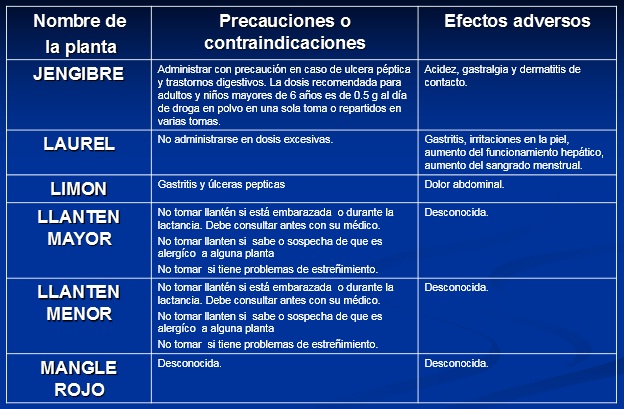 Nombre de
la planta
Precauciones o
contraindicaciones
Efectos adversos
JENGIBRE
Administrar con precaución en caso de ulcera péptica
y trastornos digestivos. La dosis recomendada para
adultos y niños mayores de 6 años es de 0.5 g al día
de droga en polvo en una sola toma o repartidos en
varias tomas.
Acidez, gastralgia y dermatitis de
contacto.
LAUREL
No administrarse en dosis excesivas.
Gastritis, irritaciones en la piel,
aumento del funcionamiento hepático,
aumento del sangrado menstrual.
LIMON
Gastritis y úlceras pepticas
Dolor abdominal.
LLANTEN
MAYOR
No tomar llantén si está embarazada o durante la
lactancia. Debe consultar antes con su médico.
No tomar llantén si sabe o sospecha de que es
alergíco a alguna planta
No tomar si tiene problemas de estreñimiento.
Desconocida.
LLANTEN
MENOR
No tomar llantén si está embarazada o durante la
lactancia. Debe consultar antes con su médico.
No tomar llantén si sabe o sospecha de que es
alergíco a alguna planta
No tomar si tiene problemas de estreñimiento.
Desconocida.
MANGLE
ROJO
Desconocida.
Desconocida.